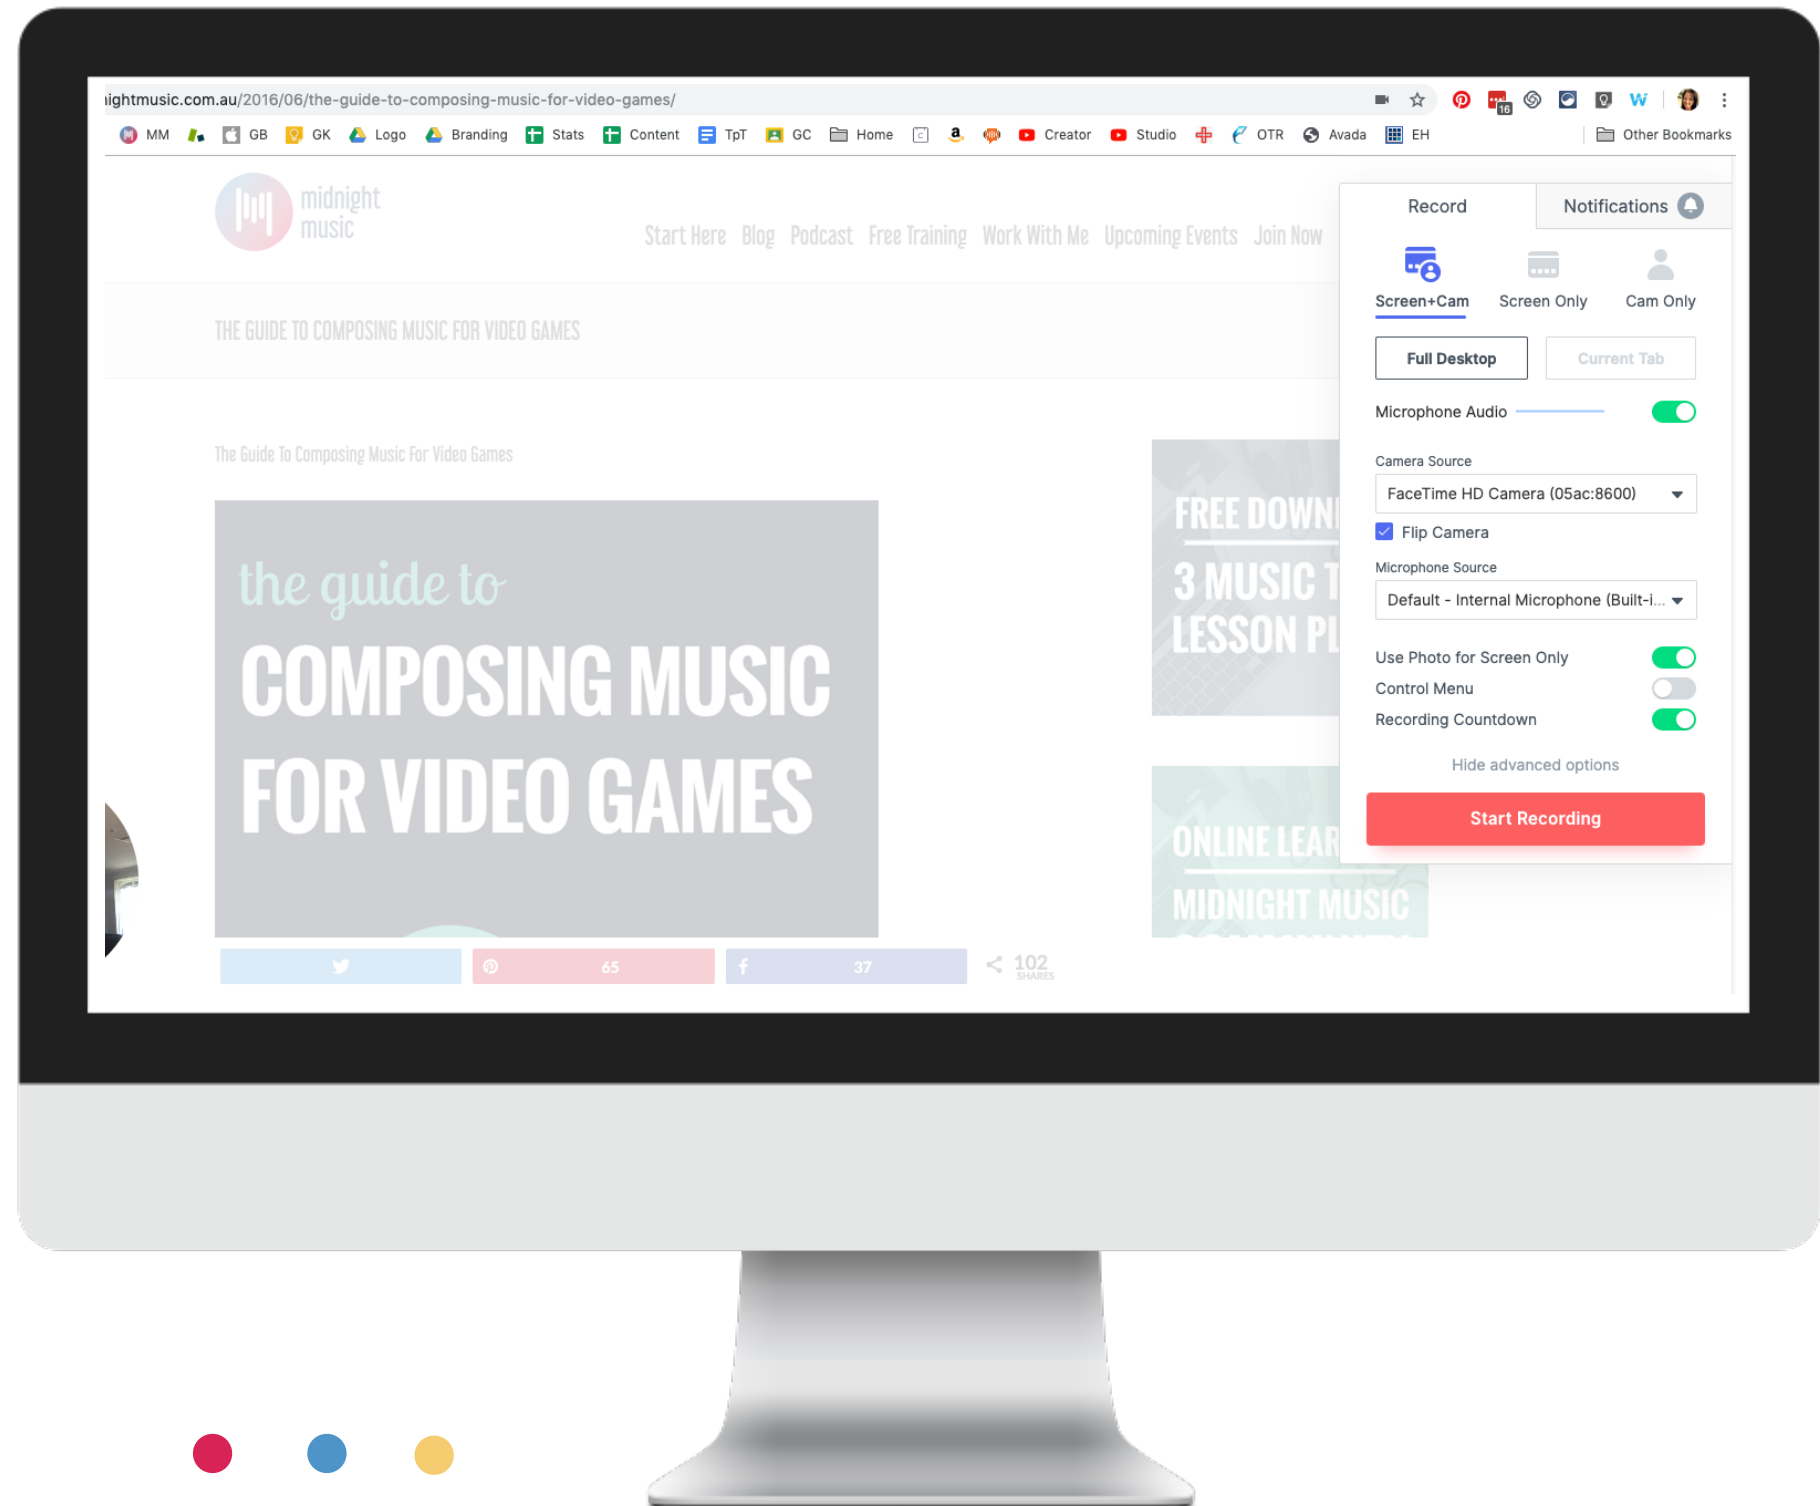 ightmusic.com.au/2016/06/the-guide-to-composing-music-for-video-games/
16
MM GB GK Logo Branding Stats Content TpT GC Home Creator Studio OTR Avada EH Other Bookmarks
midnight
music
Start Here Blog Podcast Free Training Work With Me Upcoming Events Join Now
THE GUIDE TO COMPOSING MUSIC FOR VIDEO GAMES
The Guide To Composing Music For Video Games
the guide to
COMPOSING MUSIC
FOR VIDEO GAMES
65
37
102
SHARES
FREE DOWN
3 MUSIC T
LESSON PL
ONLINE LEAR
MIDNIGHT MUSIC
Record
Notifications
Screen+Cam Screen Only Cam Only
Full Desktop Current Tab
Microphone Audio
Camera Source
FaceTime HD Camera (05ac:8600)
Flip Camera
Microphone Source
Default - Internal Microphone (Built-i...
Use Photo for Screen Only
Control Menu
Recording Countdown
Hide advanced options
Start Recording